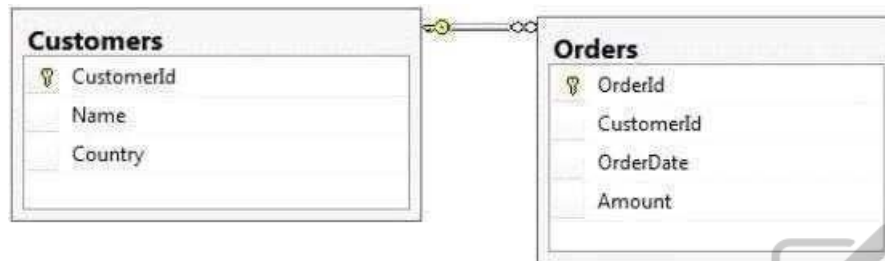 Customers
CustomerId
Name
Country
Orders
OrderId
CustomerId
OrderDate
Amount